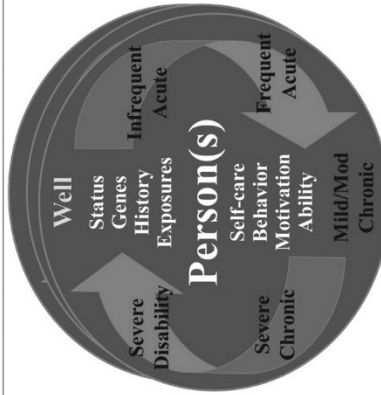 Well
Infrequent
Acute
Frequent
Acute
Mild/Mod
Chronic
Severe
Chronic
Severe
Disability
Status
Genes
History
Exposures
Person(s)
Self-care
Behavior
Motivation
Ability